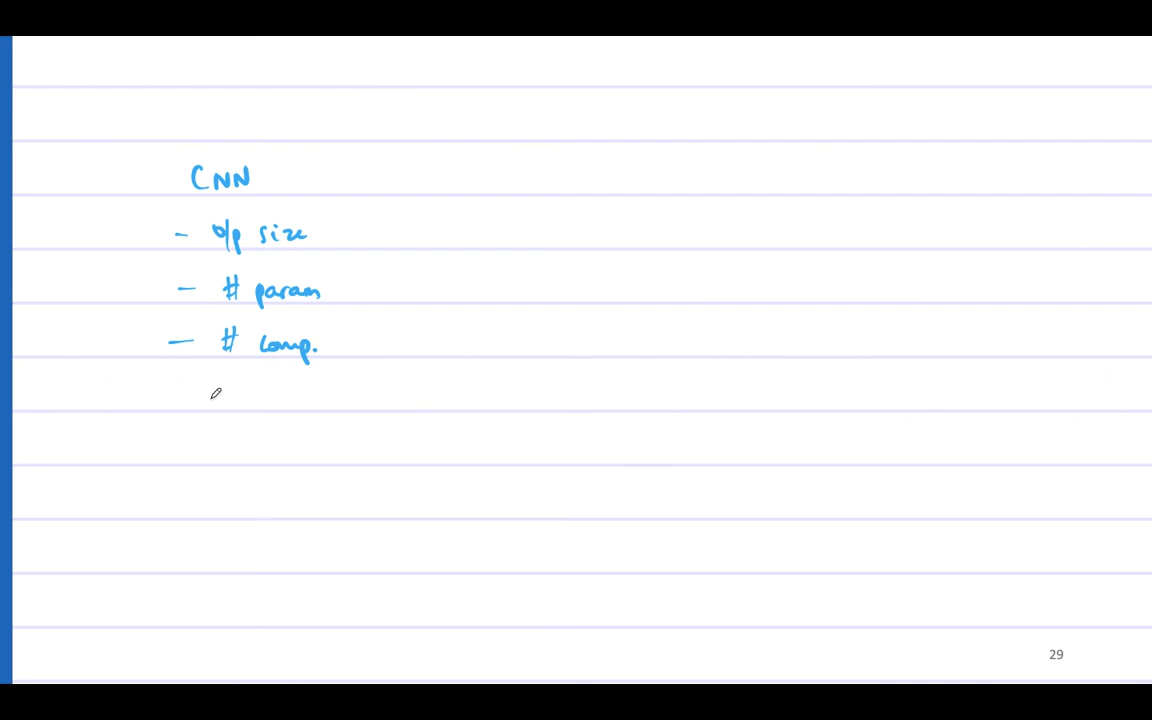 CNN
- o/p size
- # param
- # comp.
29